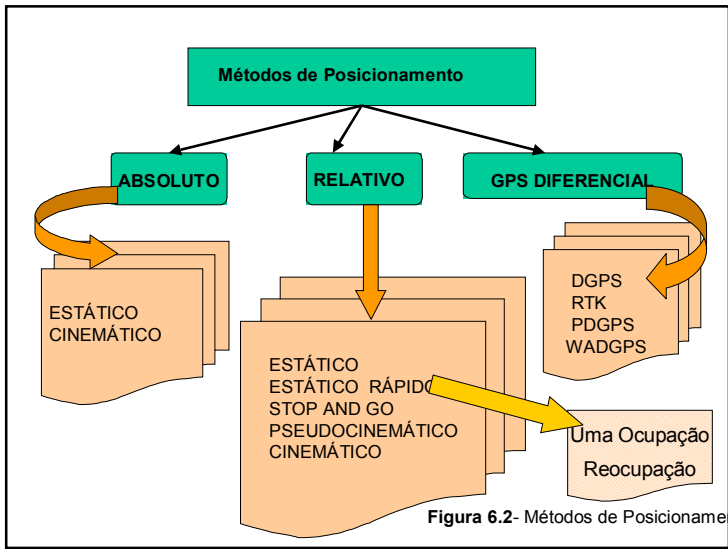 Métodos de Posicionamento
ABSOLUTO
RELATIVO
GPS DIFERENCIAL
ESTÁTICO
CINEMÁTICO
ESTÁTICO
ESTÁTICO RÁPIDO
STOP AND GO
PSEUDOCINEMÁTICO
CINEMÁTICO
DGPS
RTK
PDGPS
WADGPS
Uma Ocupação
Reocupação
Figura 6.2- Métodos de Posicioname